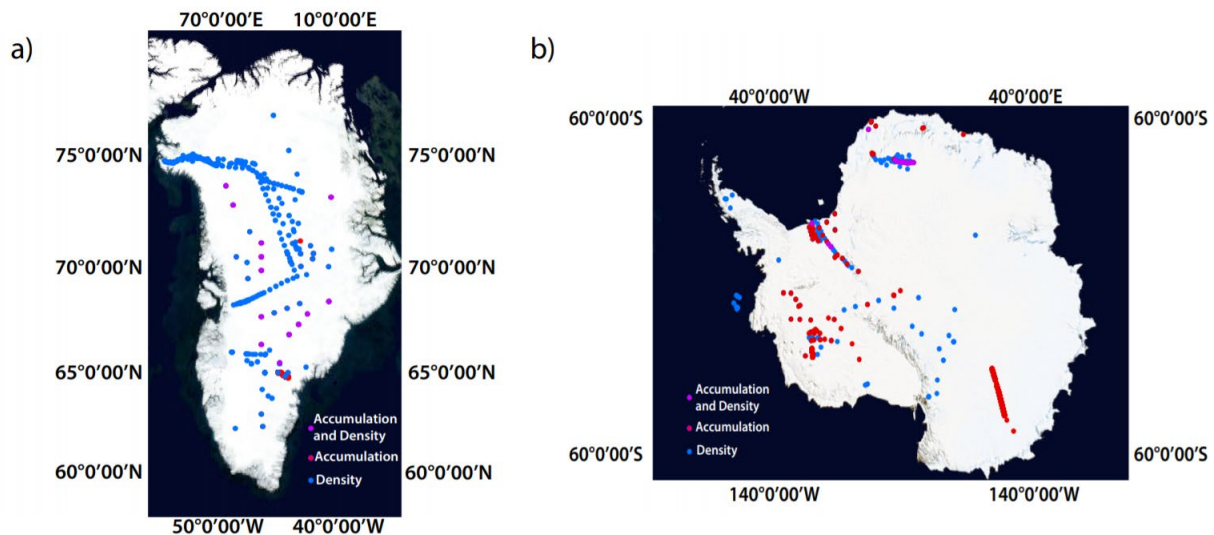 a)
70°0'00"E 10°0'00"E
75°0'00"N 75°0'00"N
70°0'00"N 70°0'00"N
65°0'00"N 65°0'00"N
60°0'00"N 60°0'00"N
50°0'00"W 40°0'00"W
Accumulation
and Density
Accumulation
Density
b)
40°0'00"W 40°0'00"E
60°0'00"S 60°0'00"S
60°0'00"S 60°0'00"S
140°0'00"W 140°0'00"W
Accumulation
and Density
Accumulation
Density